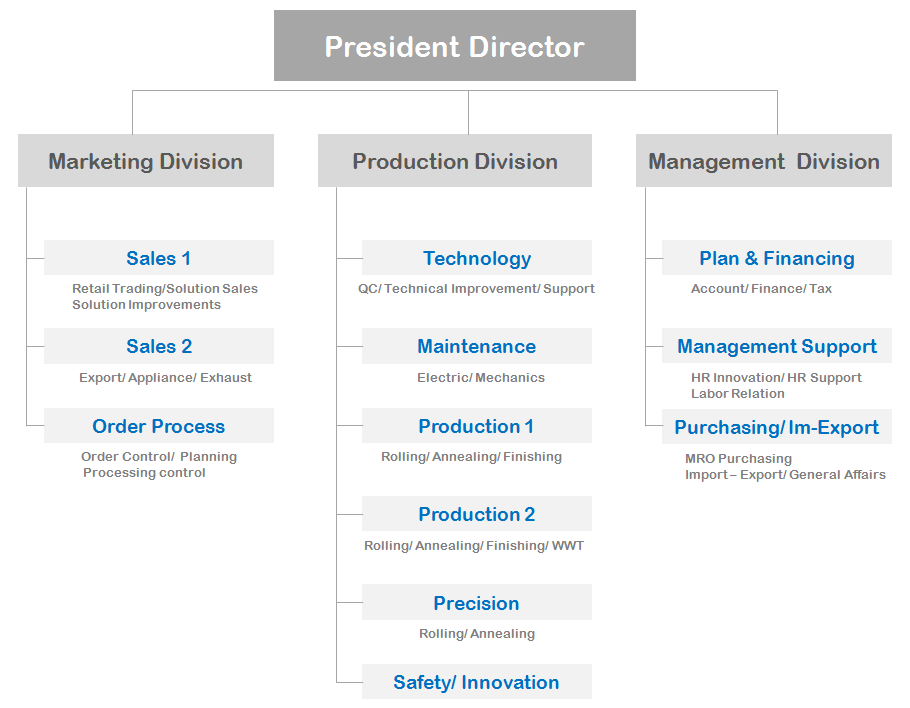 President Director
Marketing Division
Sales 1
Retail Trading/Solution Sales
Solution Improvements
Sales 2
Export/ Appliance/ Exhaust
Order Process
Order Control/ Planning
Processing control
Production Division
Technology
QC/ Technical Improvement/ Support
Maintenance
Electric/ Mechanics
Production 1
Rolling/ Annealing/ Finishing
Production 2
Rolling/ Annealing/ Finishing/ WWT
Precision
Rolling/ Annealing
Safety/ Innovation
Management Division
Plan & Financing
Account/ Finance/ Tax
Management Support
HR Innovation/ HR Support
Labor Relation
Purchasing/ Im-Export
MRO Purchasing
Import – Export/ General Affairs